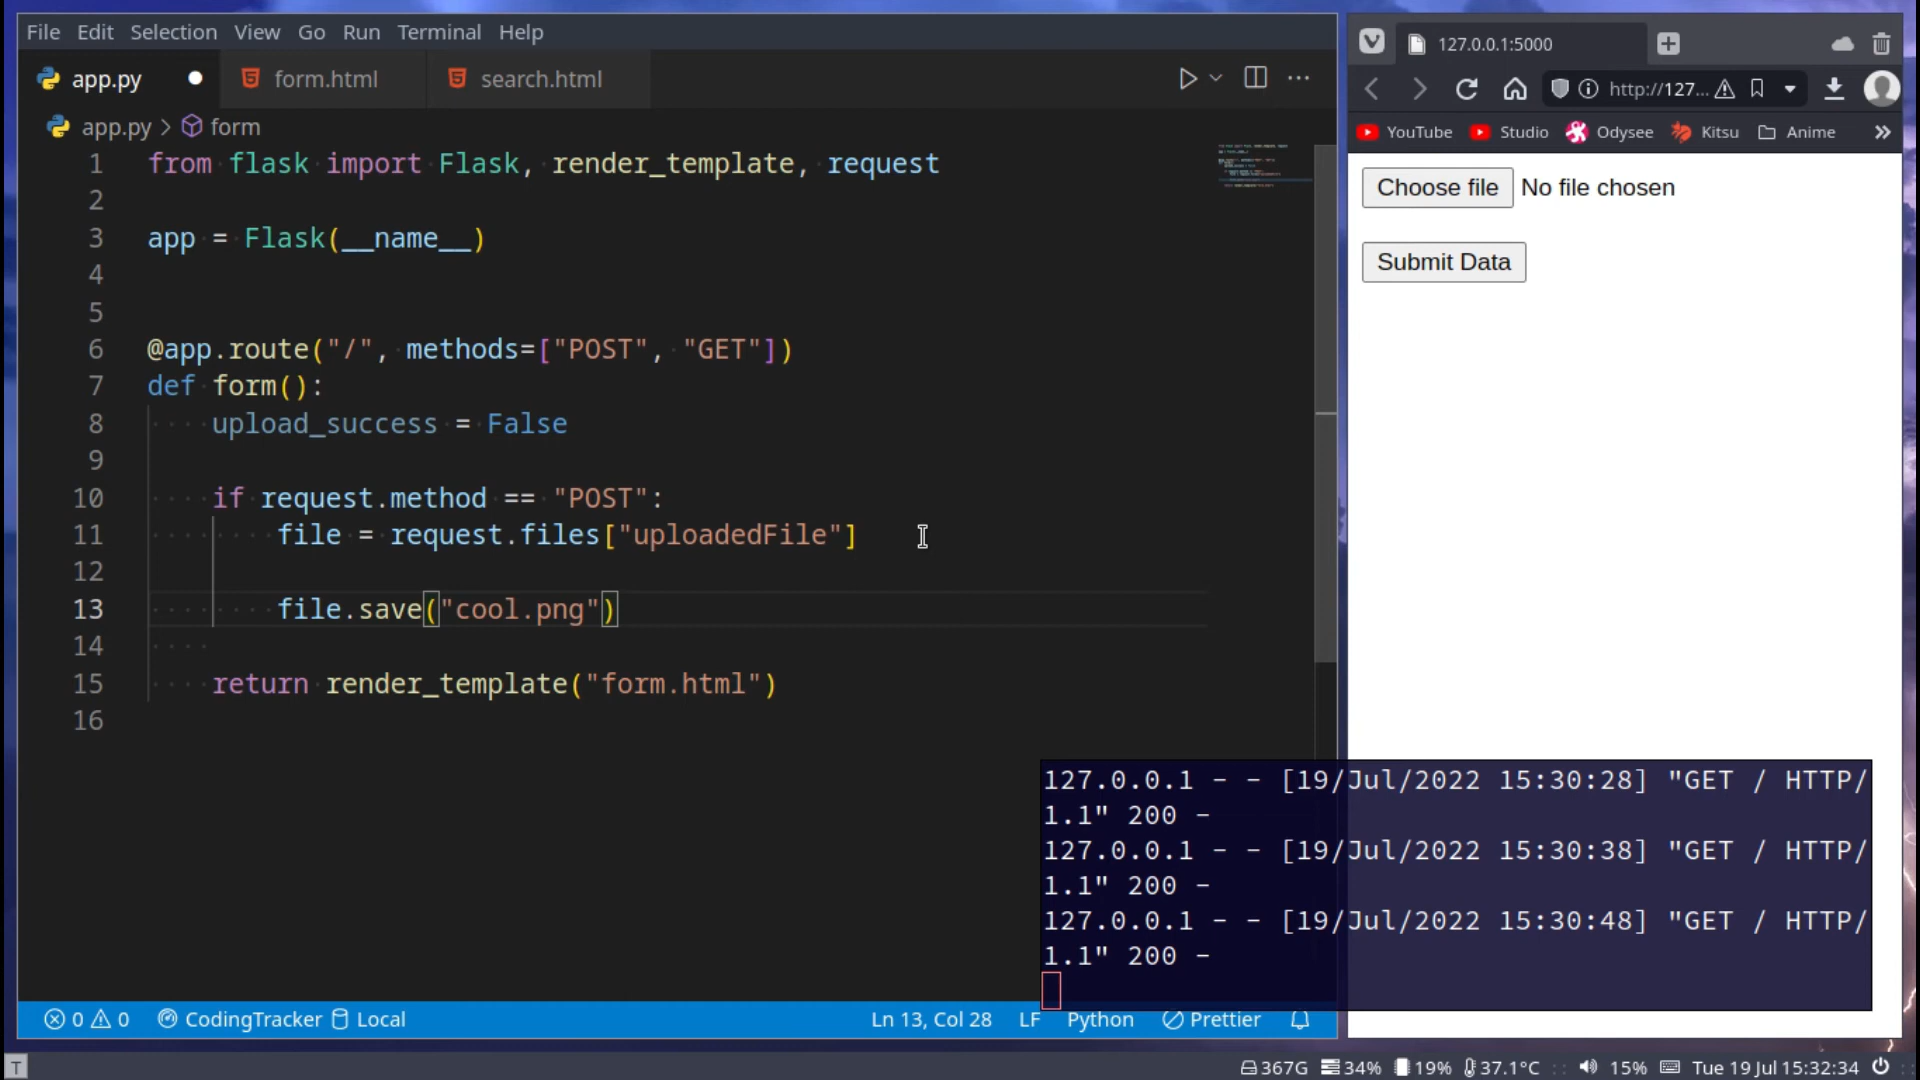 File Edit Selection View Go Run Terminal Help
app.py form.html search.html
app.py > form
1 from flask import Flask, render_template, request
2
3 app = Flask(__name__)
4
5
6 @app.route("/", methods=["POST", "GET"])
7 def form():
8 upload_success = False
9
10 if request.method == "POST":
11 file = request.files["uploadedFile"]
12
13 file.save("cool.png")
14
15 return render_template("form.html")
16
0 0 CodingTracker Local Ln 13, Col 28 LF Python Prettier
127.0.0.1:5000
http://127...
YouTube Studio Odysee Kitsu Anime
Choose file No file chosen
Submit Data
127.0.0.1 - - [19/Jul/2022 15:30:28] "GET / HTTP/
1.1" 200 -
127.0.0.1 - - [19/Jul/2022 15:30:38] "GET / HTTP/
1.1" 200 -
127.0.0.1 - - [19/Jul/2022 15:30:48] "GET / HTTP/
1.1" 200 -
T 367G 34% 19% 37.1°C 15% Tue 19 Jul 15:32:34